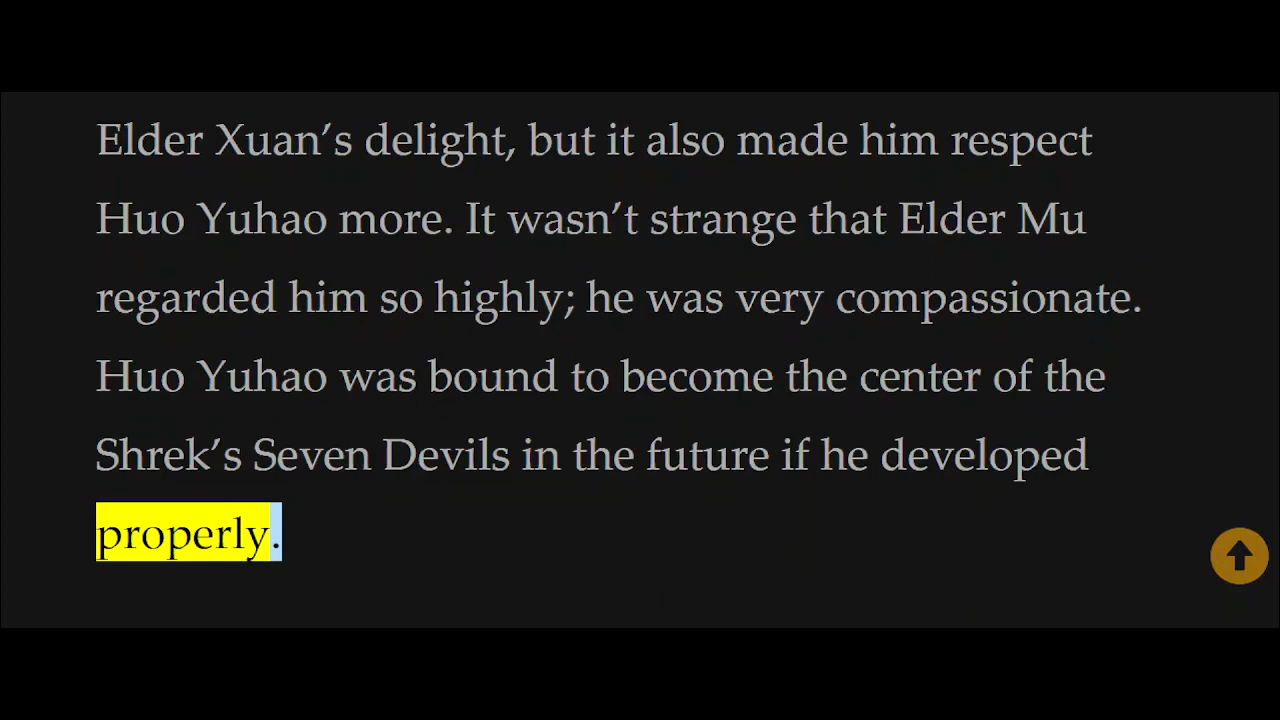 Elder Xuan’s delight, but it also made him respect
Huo Yuhao more. It wasn’t strange that Elder Mu
regarded him so highly; he was very compassionate.
Huo Yuhao was bound to become the center of the
Shrek’s Seven Devils in the future if he developed
properly.